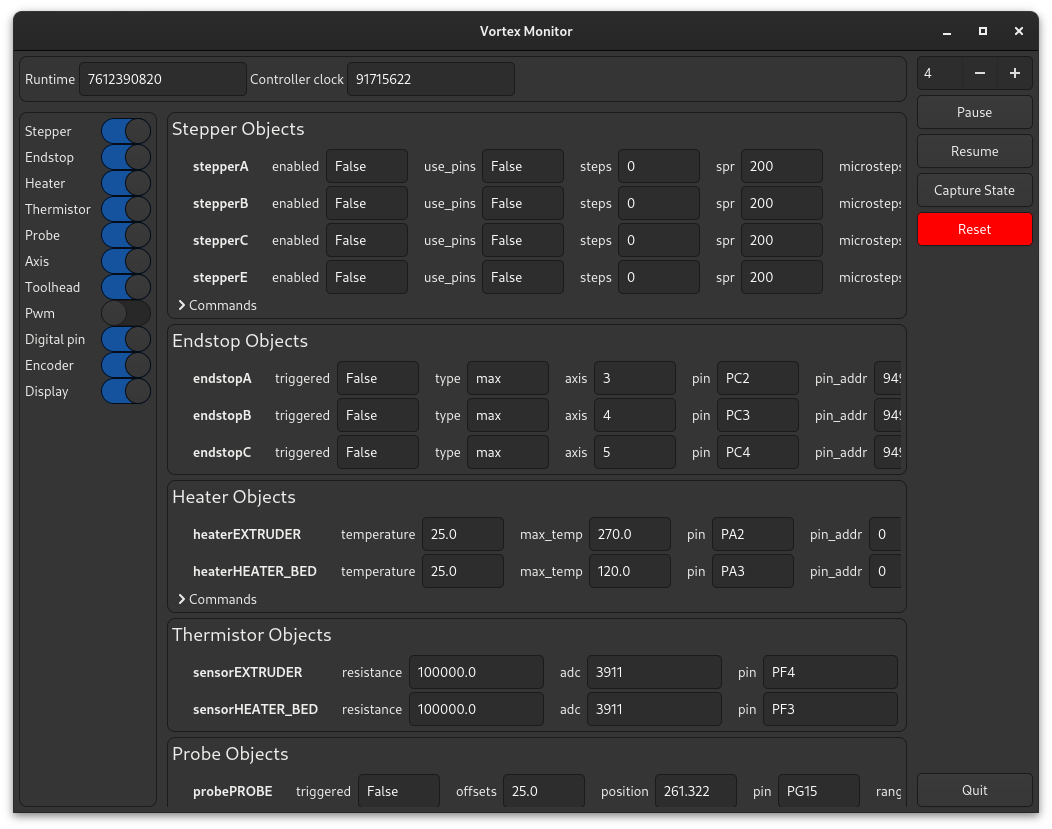 Vortex Monitor
Runtime 7612390820 Controller clock 91715622
4 − +
Pause
Resume
Capture State
Reset
Stepper
Endstop
Heater
Thermistor
Probe
Axis
Toolhead
Pwm
Digital pin
Encoder
Display
Stepper Objects
stepperA enabled False use_pins False steps 0 spr 200 microsteps
stepperB enabled False use_pins False steps 0 spr 200 microsteps
stepperC enabled False use_pins False steps 0 spr 200 microsteps
stepperE enabled False use_pins False steps 0 spr 200 microsteps
Commands
Endstop Objects
endstopA triggered False type max axis 3 pin PC2 pin_addr 949
endstopB triggered False type max axis 4 pin PC3 pin_addr 949
endstopC triggered False type max axis 5 pin PC4 pin_addr 949
Heater Objects
heaterEXTRUDER temperature 25.0 max_temp 270.0 pin PA2 pin_addr 0
heaterHEATER_BED temperature 25.0 max_temp 120.0 pin PA3 pin_addr 0
Commands
Thermistor Objects
sensorEXTRUDER resistance 100000.0 adc 3911 pin PF4
sensorHEATER_BED resistance 100000.0 adc 3911 pin PF3
Probe Objects
probePROBE triggered False offsets 25.0 position 261.322 pin PG15 rang
Quit